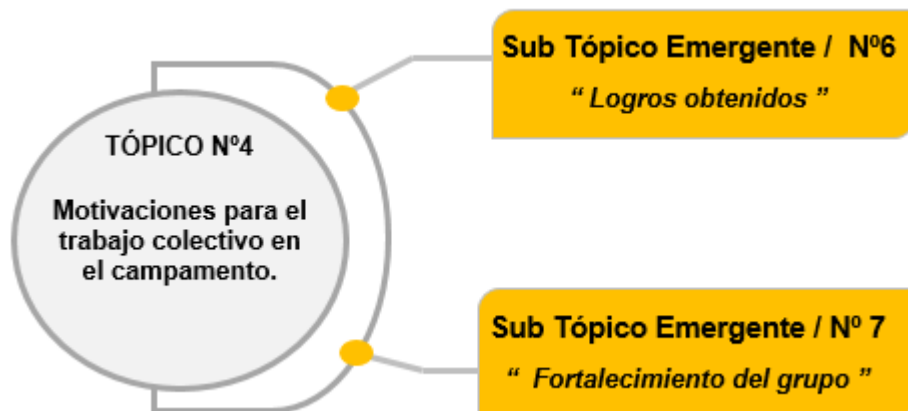 TÓPICO Nº4
Motivaciones para el
trabajo colectivo en
el campamento.
Sub Tópico Emergente / Nº6
“ Logros obtenidos ”
Sub Tópico Emergente / Nº 7
“ Fortalecimiento del grupo ”